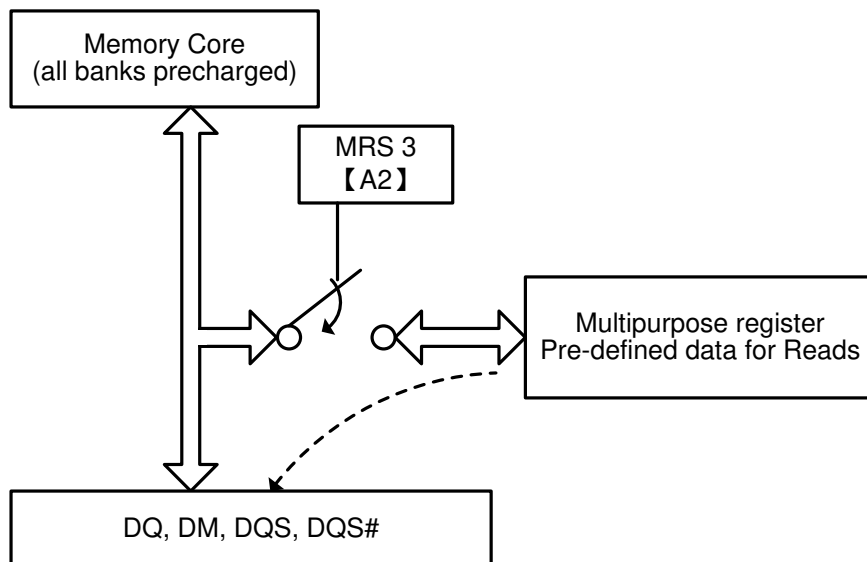 Memory Core
(all banks precharged)
MRS 3
【A2】
Multipurpose register
Pre-defined data for Reads
DQ, DM, DQS, DQS#